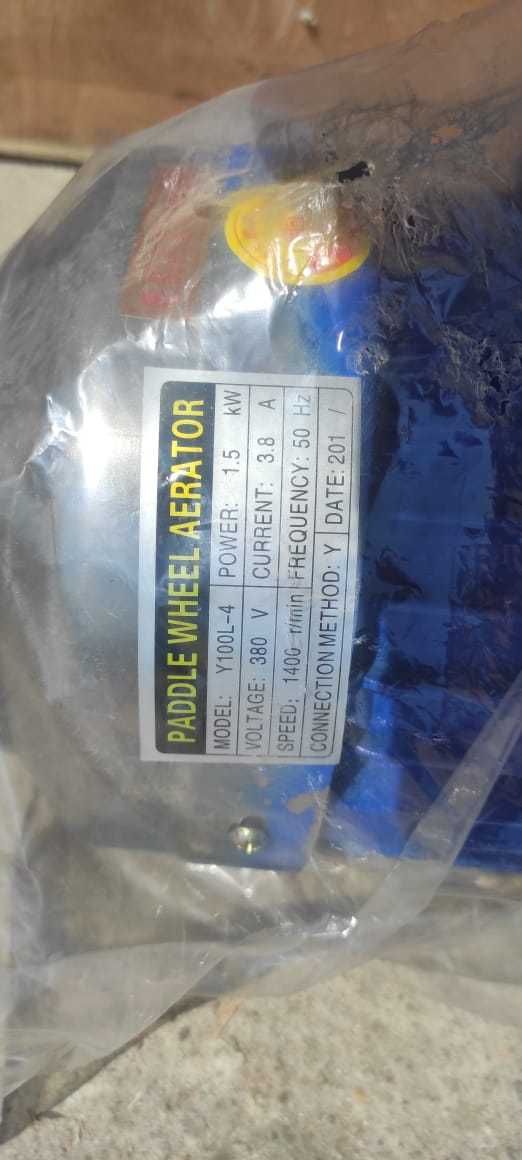 PADDLE WHEEL AERATOR
MODEL: Y100L-4 POWER: 1.5 kW
VOLTAGE: 380 V CURRENT: 3.8 A
SPEED: 1400 r/min FREQUENCY: 50 Hz
CONNECTION METHOD: Y DATE: 201 /